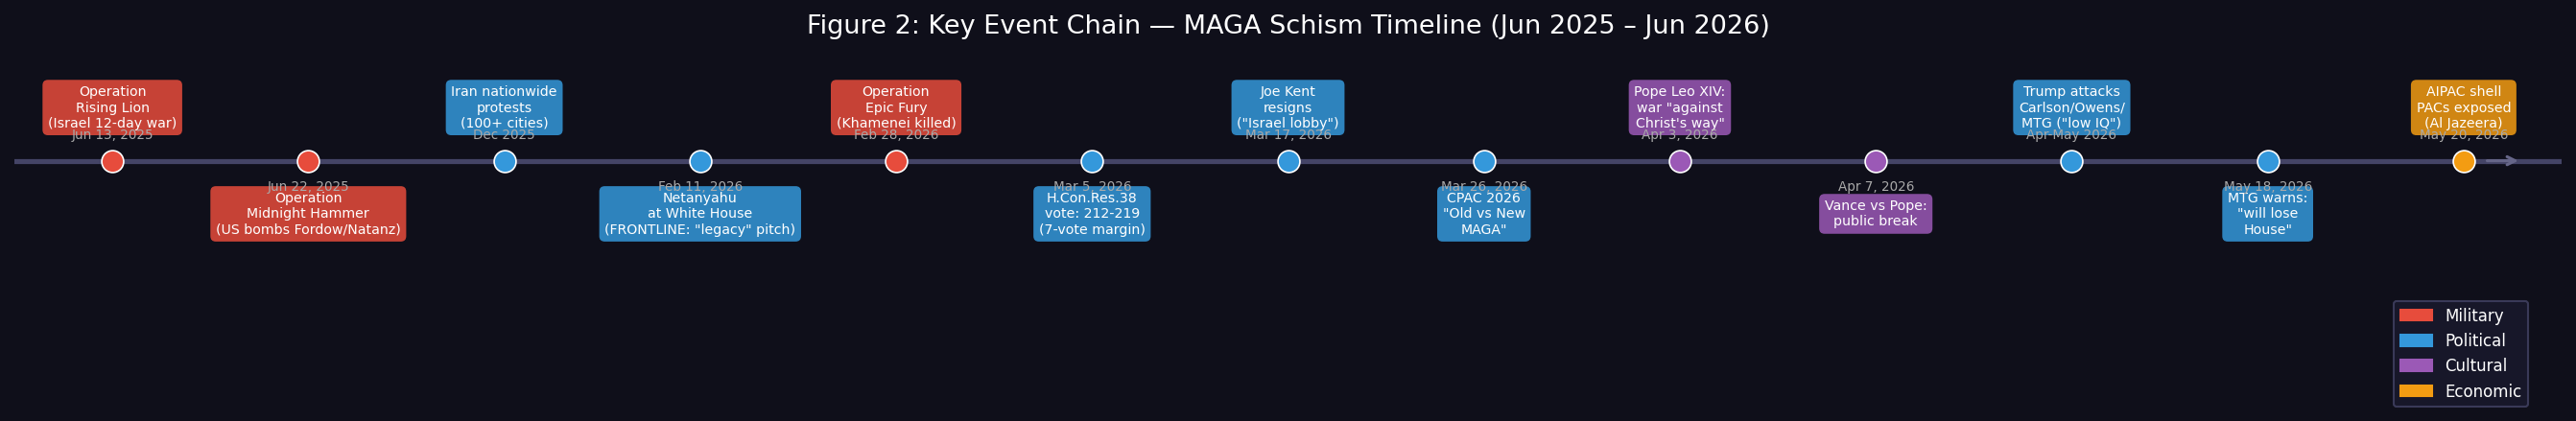 Figure 2: Key Event Chain — MAGA Schism Timeline (Jun 2025 – Jun 2026)
Operation
Rising Lion
(Israel 12-day war)
Jun 13, 2025
Jun 22, 2025
Operation
Midnight Hammer
(US bombs Fordow/Natanz)
Iran nationwide
protests
(100+ cities)
Dec 2025
Feb 11, 2026
Netanyahu
at White House
(FRONTLINE: "legacy" pitch)
Operation
Epic Fury
(Khamenei killed)
Feb 28, 2026
Mar 5, 2026
H.Con.Res.38
vote: 212-219
(7-vote margin)
Joe Kent
resigns
("Israel lobby")
Mar 17, 2026
Mar 26, 2026
CPAC 2026
"Old vs New
MAGA"
Pope Leo XIV:
war "against
Christ's way"
Apr 3, 2026
Apr 7, 2026
Vance vs Pope:
public break
Trump attacks
Carlson/Owens/
MTG ("low IQ")
Apr-May 2026
May 18, 2026
MTG warns:
"will lose
House"
AIPAC shell
PACs exposed
(Al Jazeera)
May 20, 2026
Military
Political
Cultural
Economic